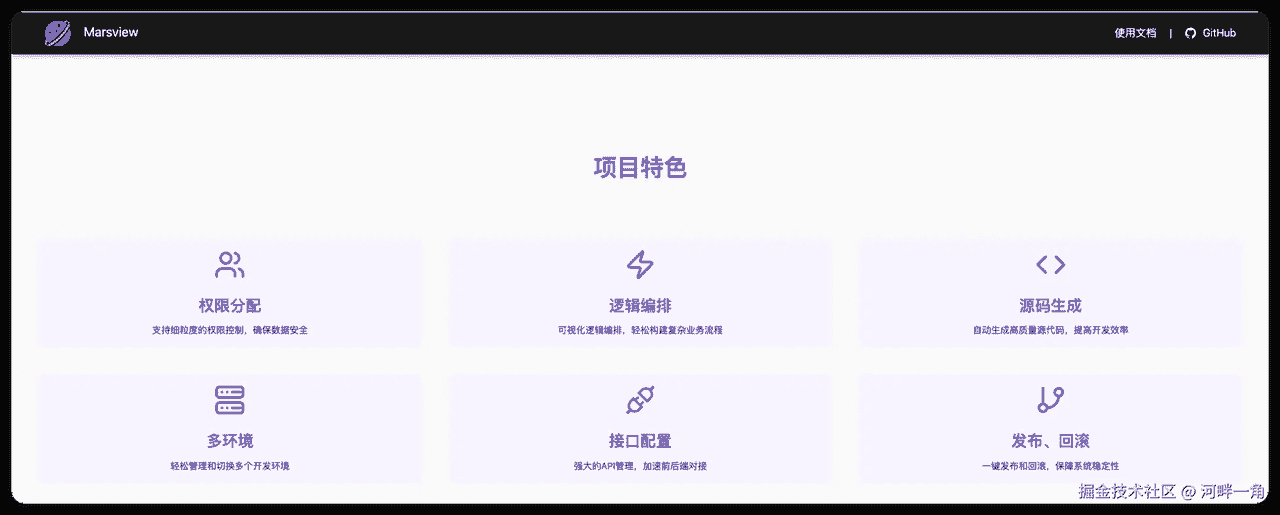 Marsview
使用文档 | GitHub
项目特色
权限分配
支持细粒度的权限控制，确保数据安全
逻辑编排
可视化逻辑编排，轻松构建复杂业务流程
源码生成
自动生成高质量源代码，提高开发效率
多环境
轻松管理和切换多个开发环境
接口配置
强大的API管理，加速前后端对接
发布、回滚
一键发布和回滚，保障系统稳定性
掘金技术社区 @ 河畔一角